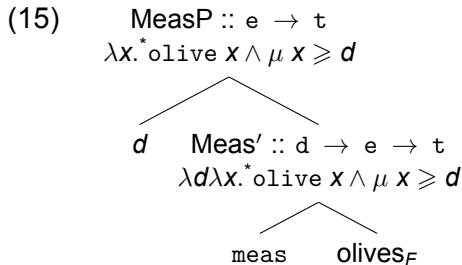 (15) MeasP :: e → t
λx.*olive x ∧ μ x ⩾ d
d Meas′ :: d → e → t
λdλx.*olive x ∧ μ x ⩾ d
meas olives_F